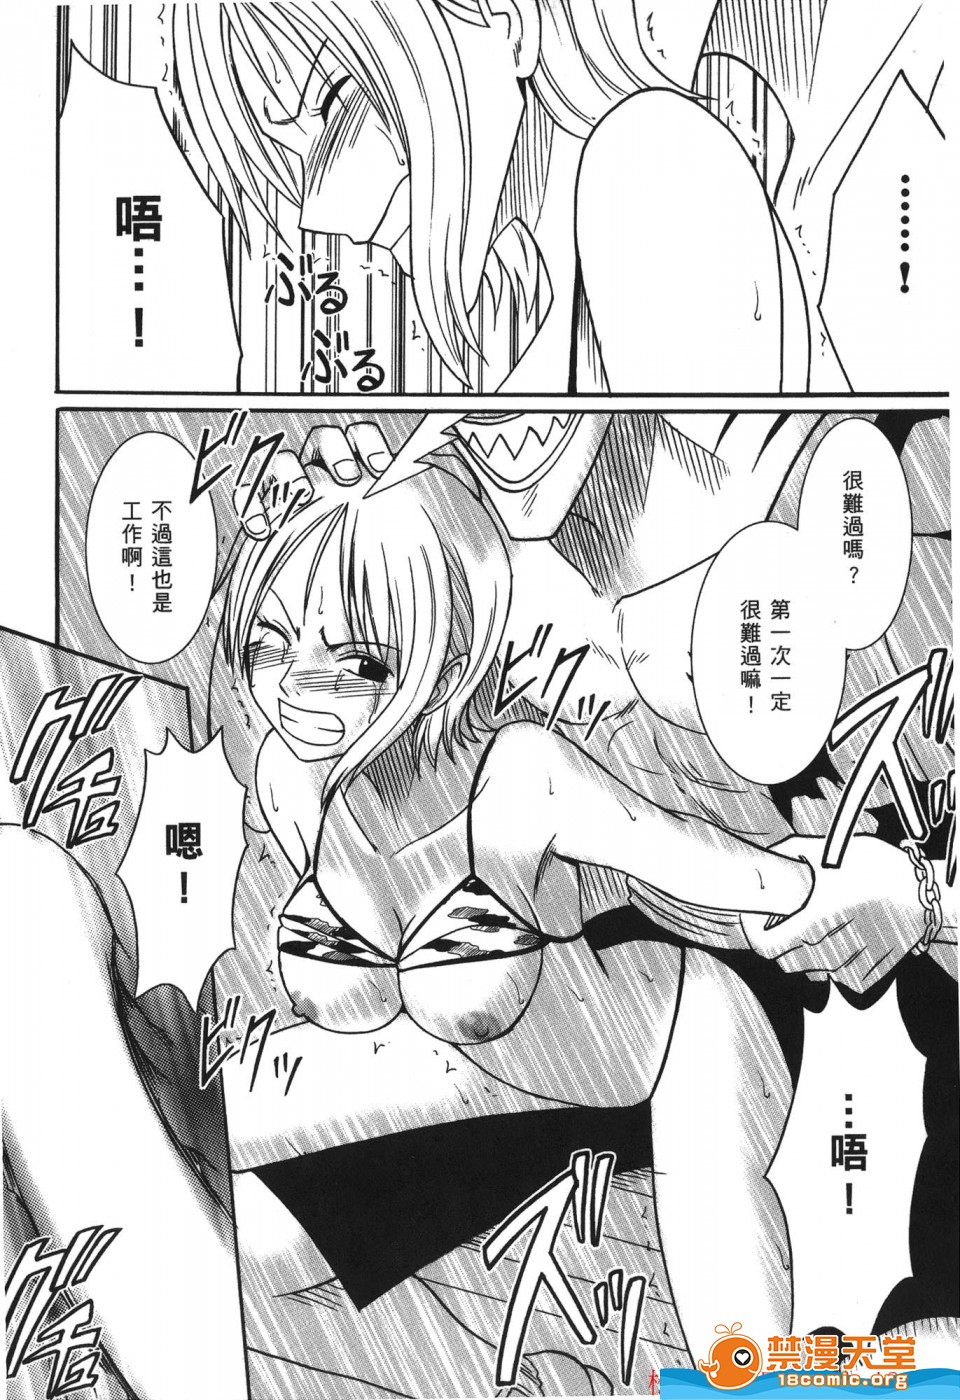 ……！
唔…！
ぶる
ぶる
很難過嗎？
第一次一定
很難過嘛！
不過這也是
工作啊！
ビク
ビクッ
ズッ
グチ
嗯！
ビクッ
…唔！
ズッ
グチ
禁漫天堂
18comic.org